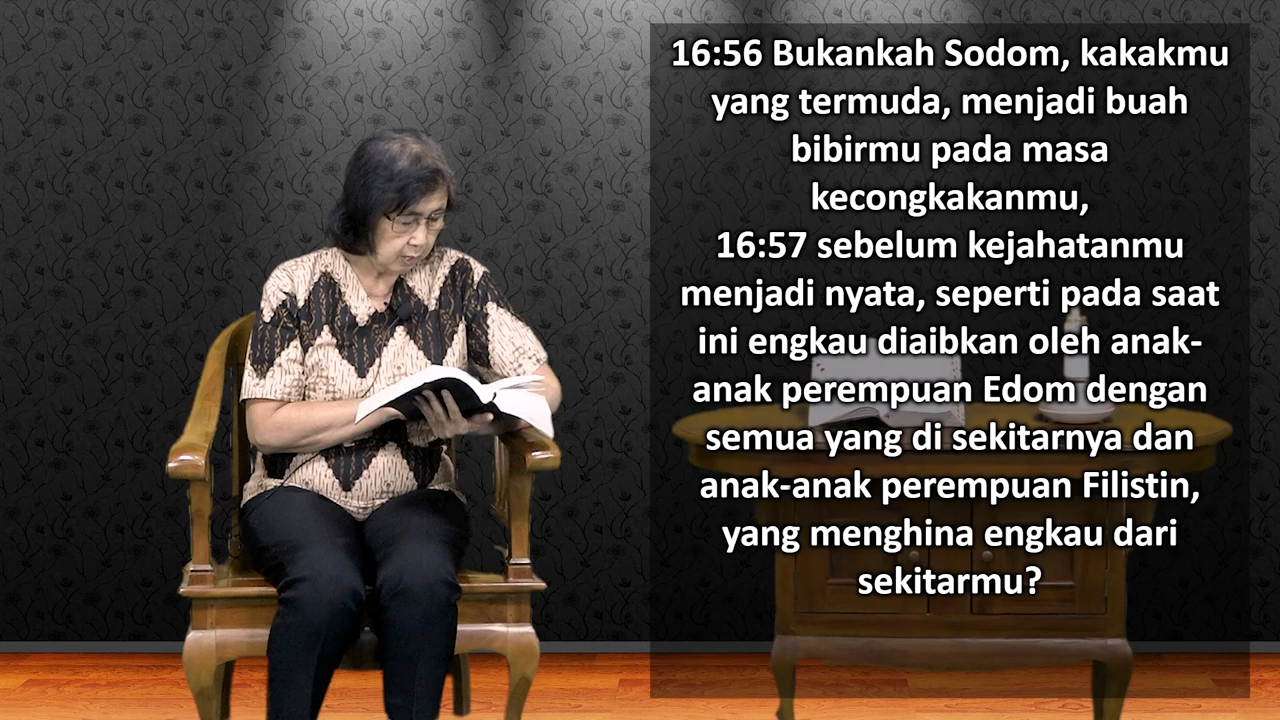 16:56 Bukankah Sodom, kakakmu
yang termuda, menjadi buah
bibirmu pada masa
kecongkakanmu,
16:57 sebelum kejahatanmu
menjadi nyata, seperti pada saat
ini engkau diaibkan oleh anak-
anak perempuan Edom dengan
semua yang di sekitarnya dan
anak-anak perempuan Filistin,
yang menghina engkau dari
sekitarmu?